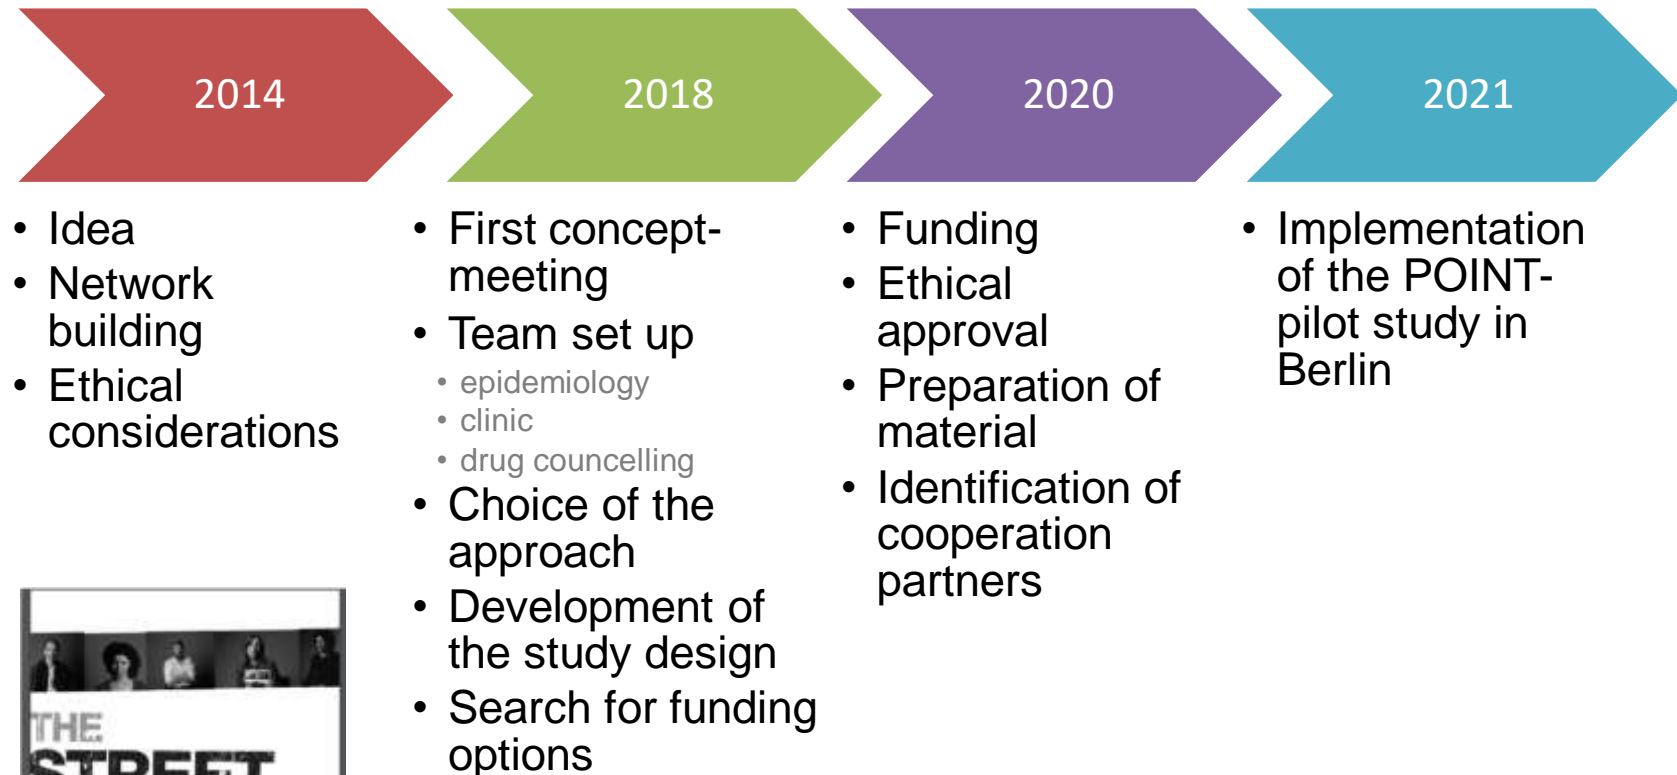 2014
2018
2020
2021
• Idea
• Network
building
• Ethical
considerations
• First concept-
meeting
• Team set up
• epidemiology
• clinic
• drug councelling
• Choice of the
approach
• Development of
the study design
• Search for funding
options
• Funding
• Ethical
approval
• Preparation of
material
• Identification of
cooperation
partners
• Implementation
of the POINT-
pilot study in
Berlin
THE
STREET